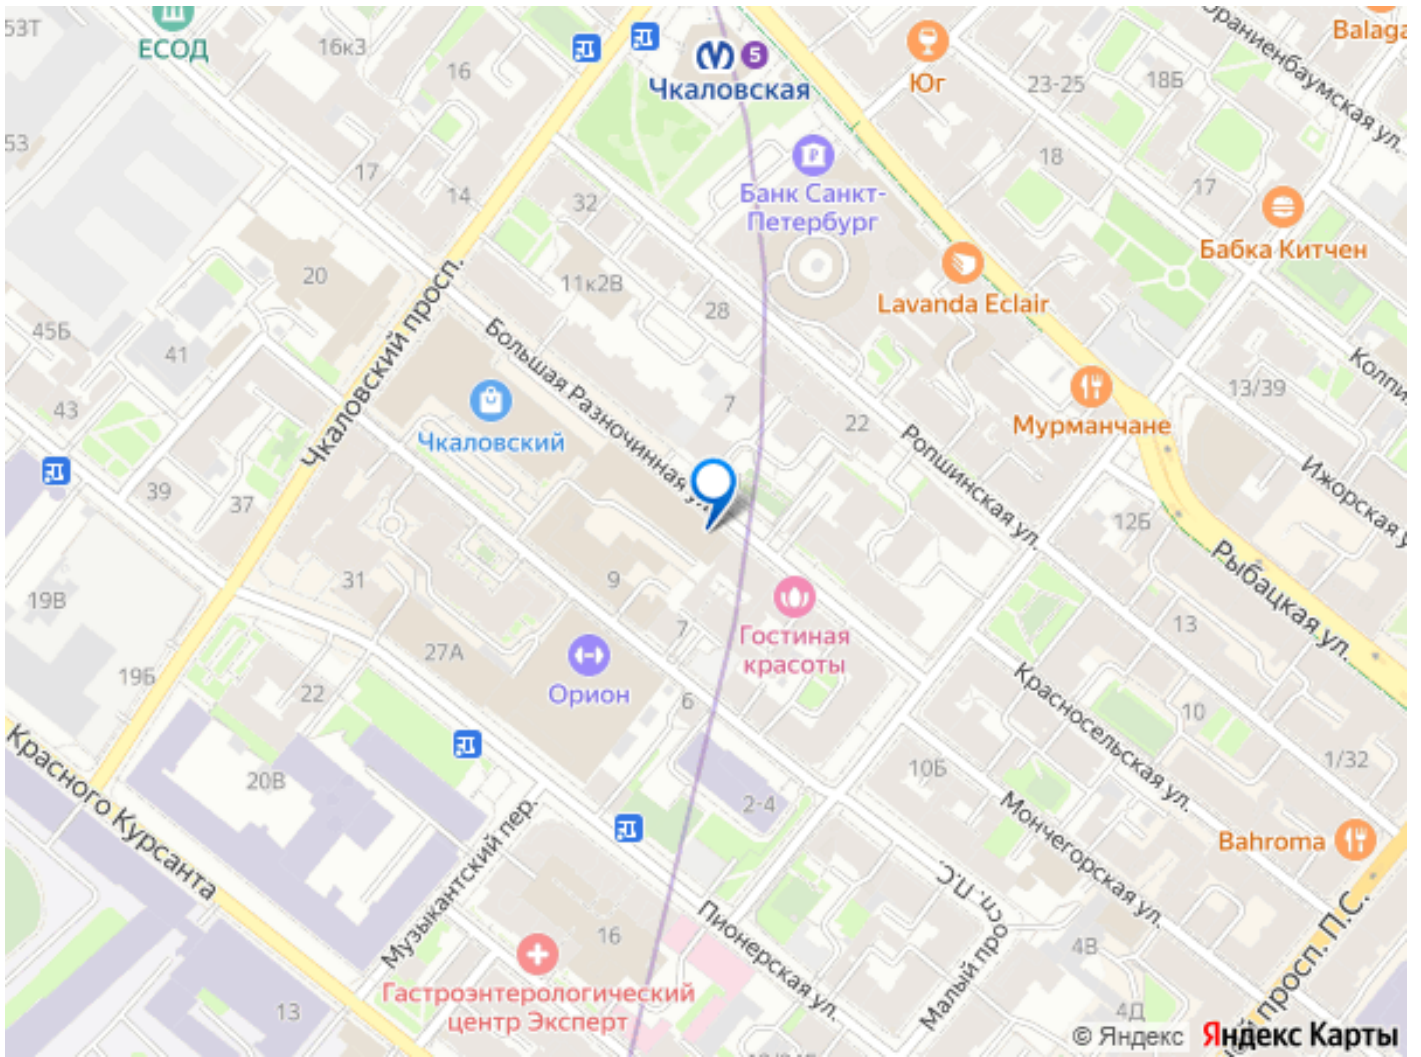 53Т
ЕСОД
16к3
16
5
Чкаловская
Юг
23-25
18Б
Ораниенбаумская ул.
53
17
14
32
Банк Санкт-
Петербург
18
17
Бабка Китчен
20
Чкаловский просп.
11к2В
28
Lavanda Eclair
45Б
41
43
39
37
Большая Разночинная ул.
Чкаловский
7
22
Мурманчане
13/39
Ропшинская ул.
12Б
Рыбацкая ул.
19В
31
9
7
27А
Орион
6
Гостиная
красоты
13
19Б
22
20В
Красного Курсанта
Музыкантский пер.
2-4
10Б
Красносельская ул.
10
1/32
Мончегорская ул.
Bahroma
Малый просп. П.С.
Пионерская ул.
16
Гастроэнтерологический
центр Эксперт
13
4В
4Д
просп. П.С.
© Яндекс Яндекс Карты